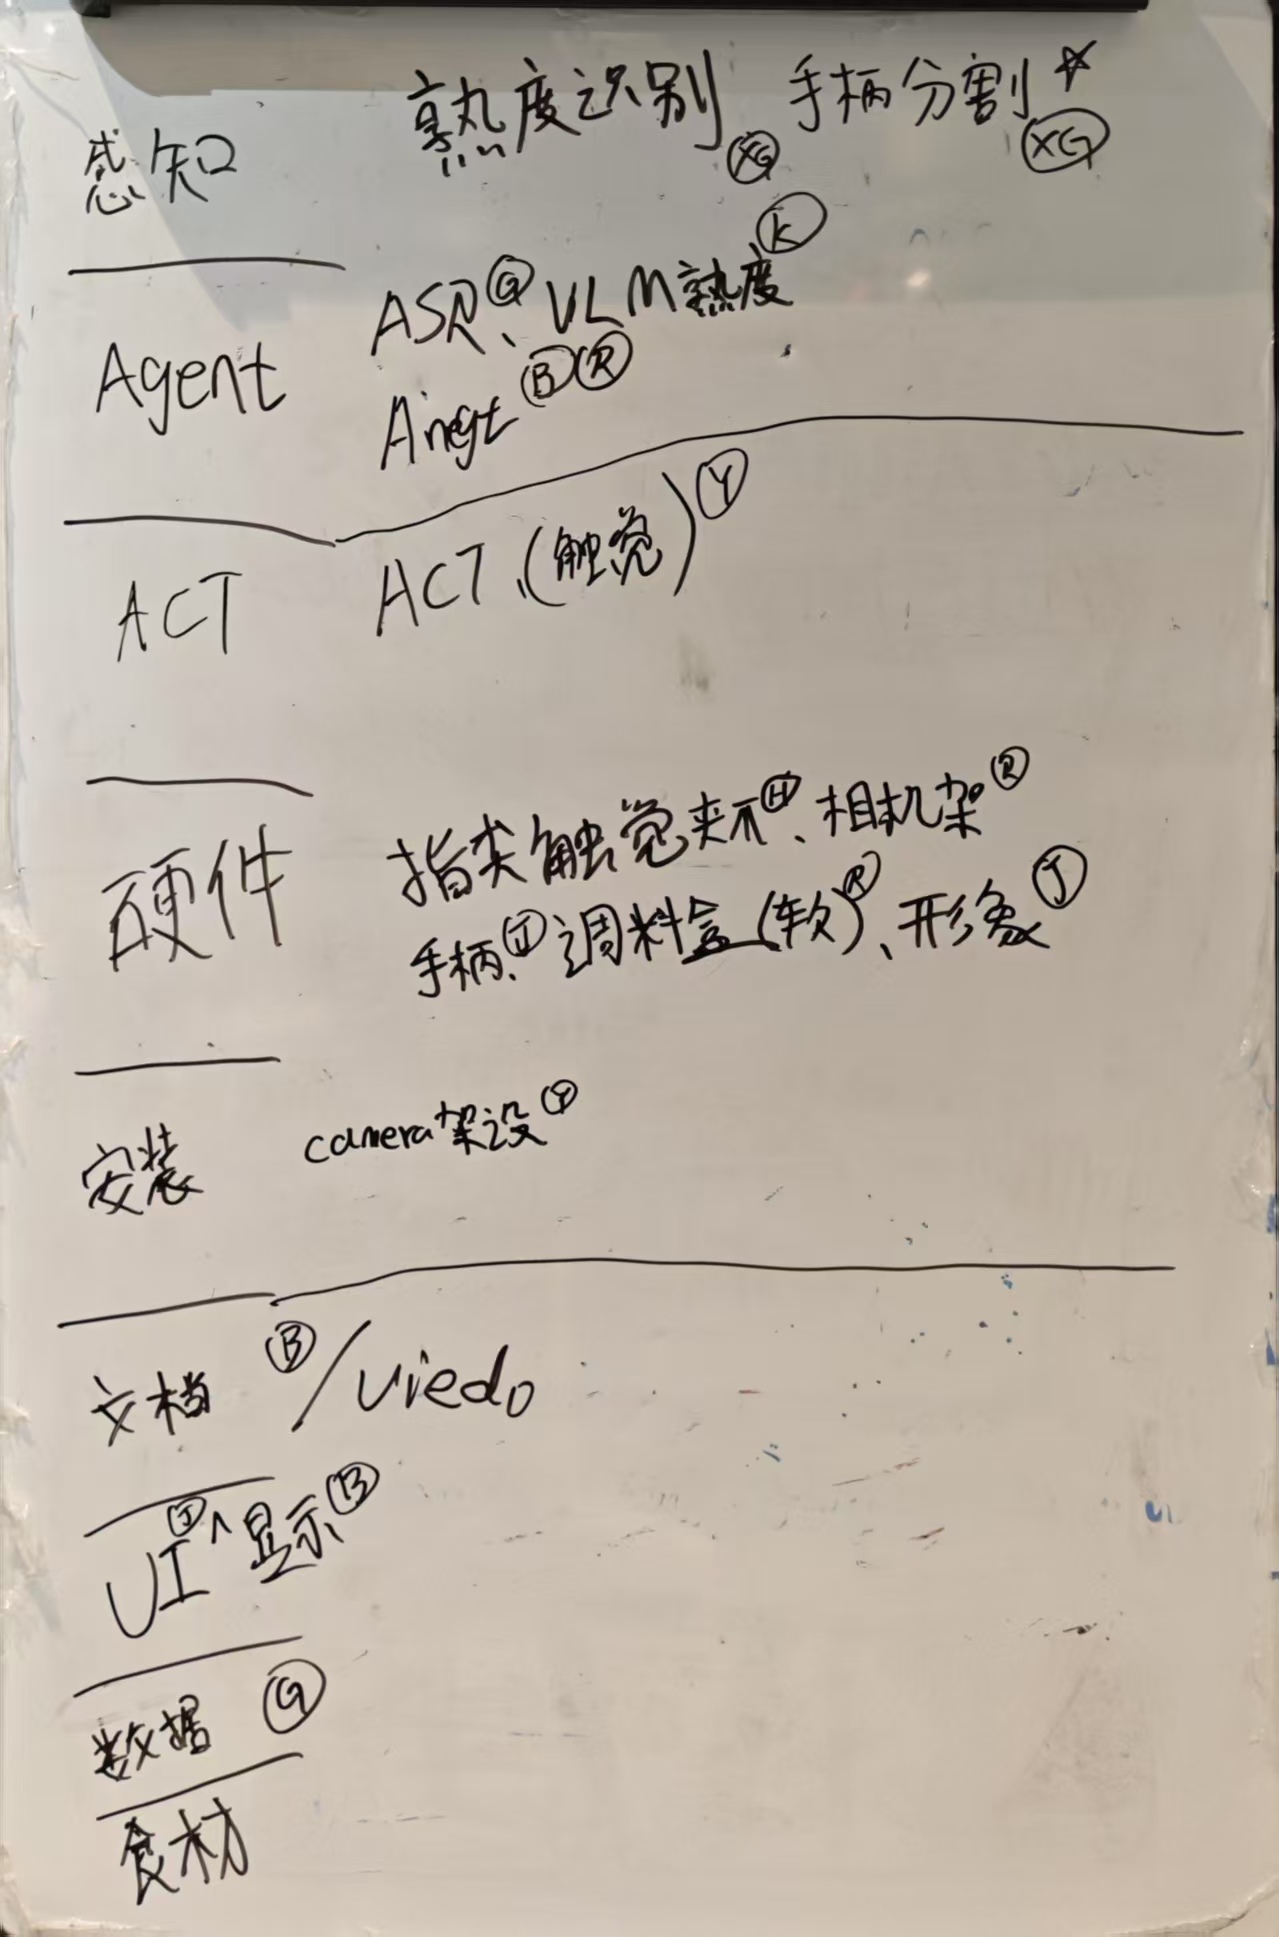 感知 熟度识别 XG 手柄分割 ☆ XG
Agent ASR G、VLM熟度 K
Aingt B R
ACT ACT、(触觉) Y
硬件 指类触觉夹不 H、相机架 R
手柄、 调料盒(软) R、形象 J
安装 camera架设 Y
文档 B /viedo
UI J 显示 B
数据 G
食材